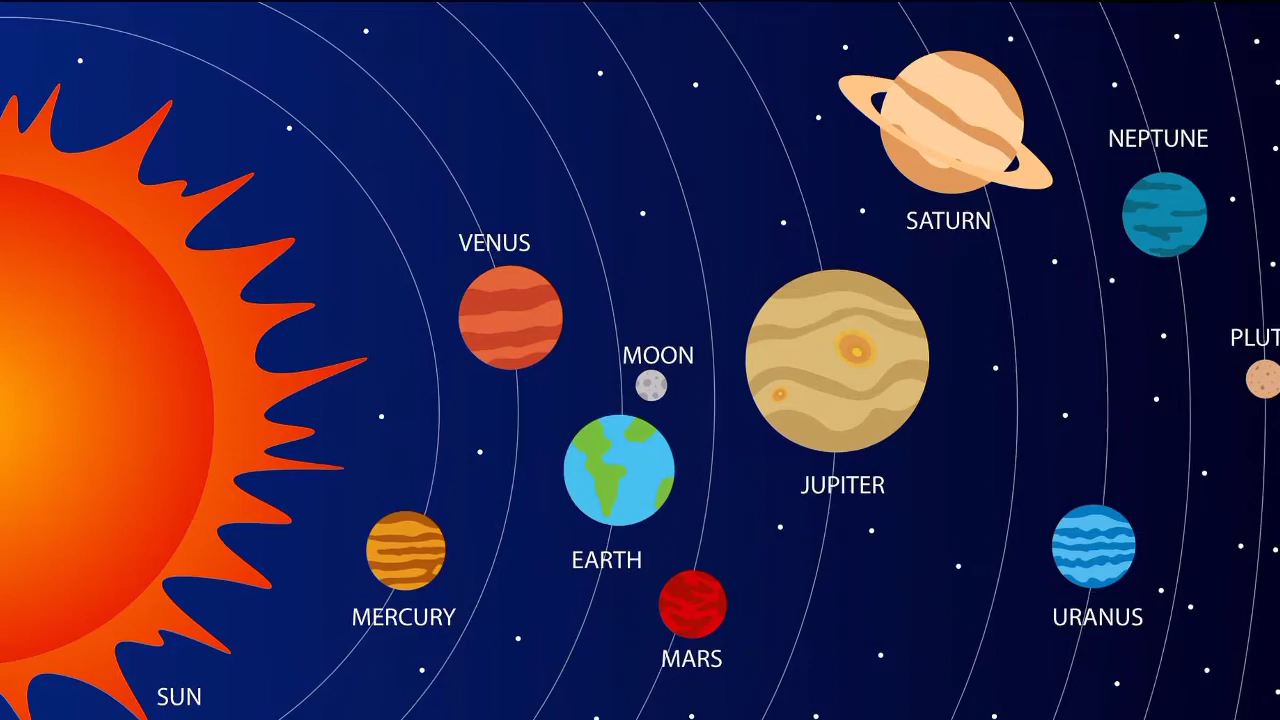 NEPTUNE
SATURN
VENUS
PLUT
MOON
JUPITER
EARTH
MERCURY
URANUS
MARS
SUN